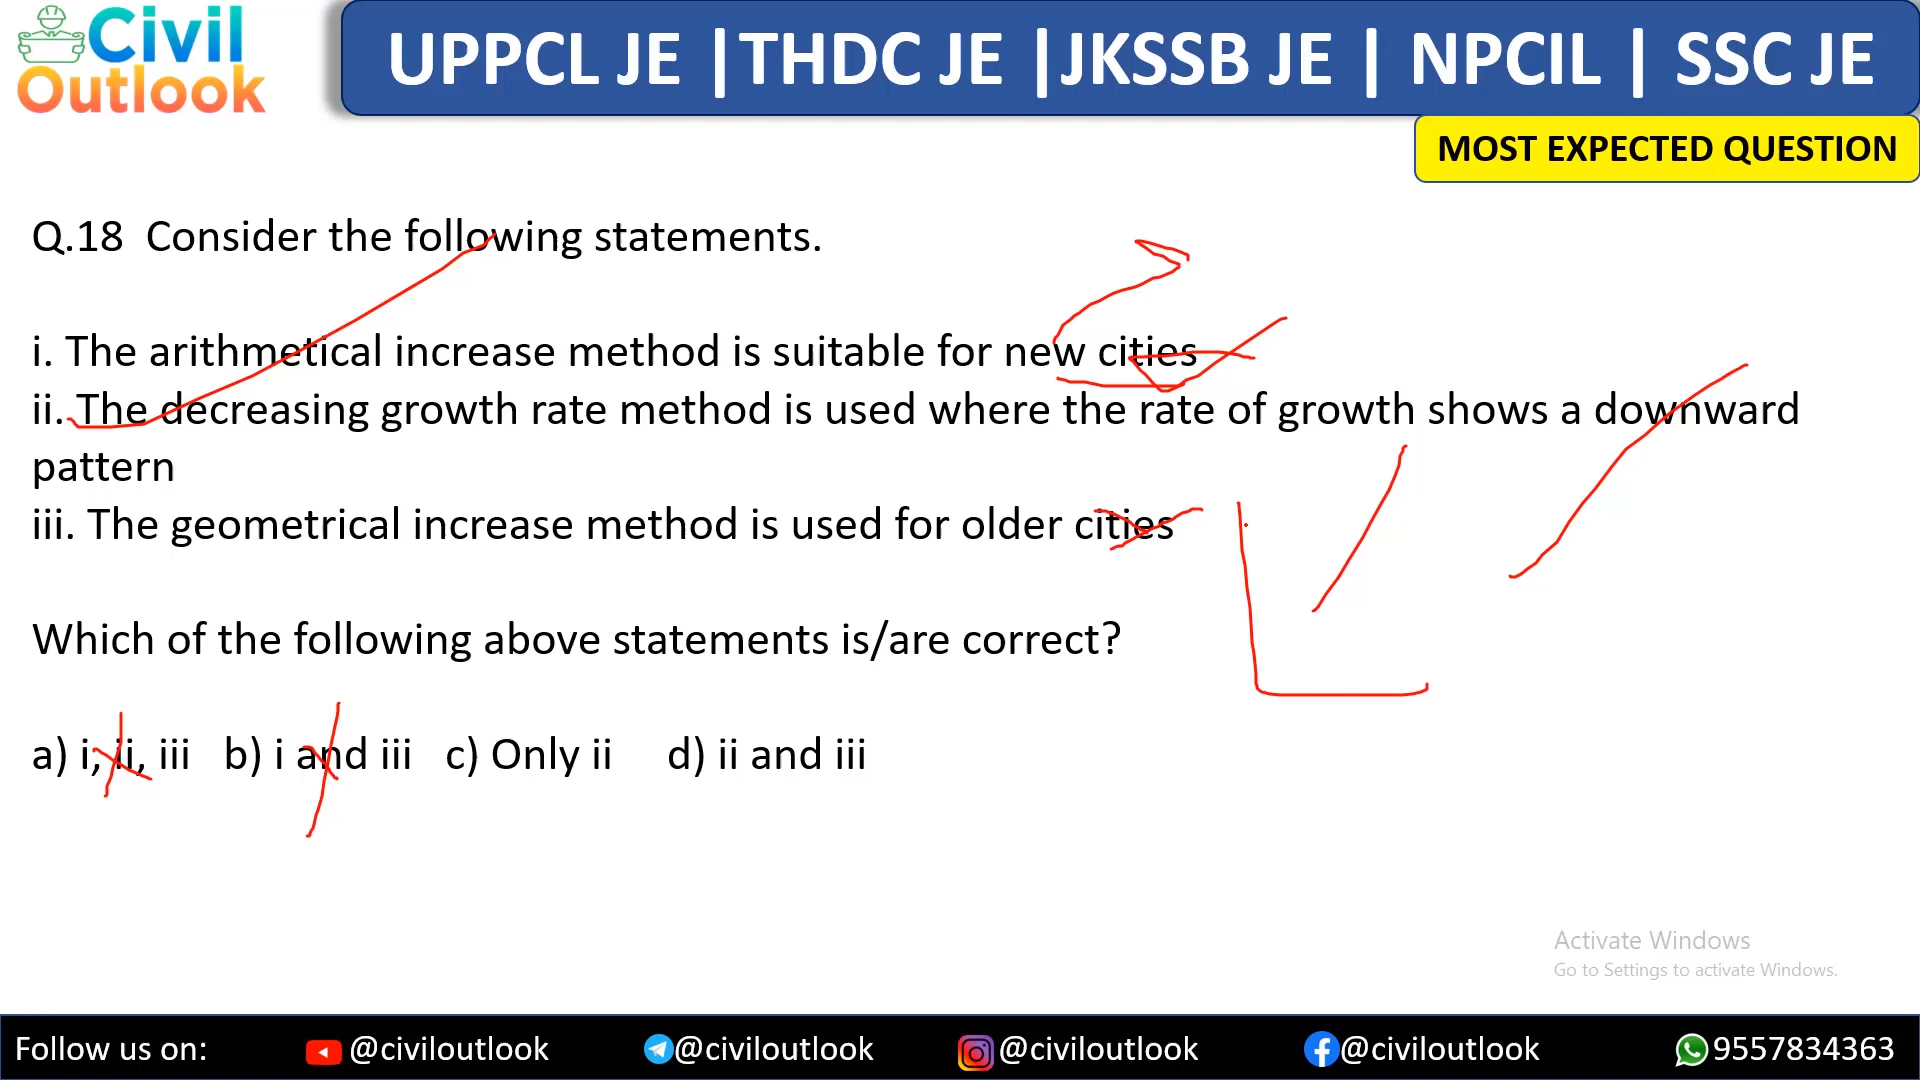 Civil
Outlook
UPPCL JE | THDC JE | JKSSB JE | NPCIL | SSC JE
MOST EXPECTED QUESTION
Q.18 Consider the following statements.
i. The arithmetical increase method is suitable for new cities
ii. The decreasing growth rate method is used where the rate of growth shows a downward
pattern
iii. The geometrical increase method is used for older cities
Which of the following above statements is/are correct?
a) i, ii, iii b) i and iii c) Only ii d) ii and iii
Activate Windows
Go to Settings to activate Windows.
Follow us on: @civiloutlook @civiloutlook @civiloutlook @civiloutlook 9557834363